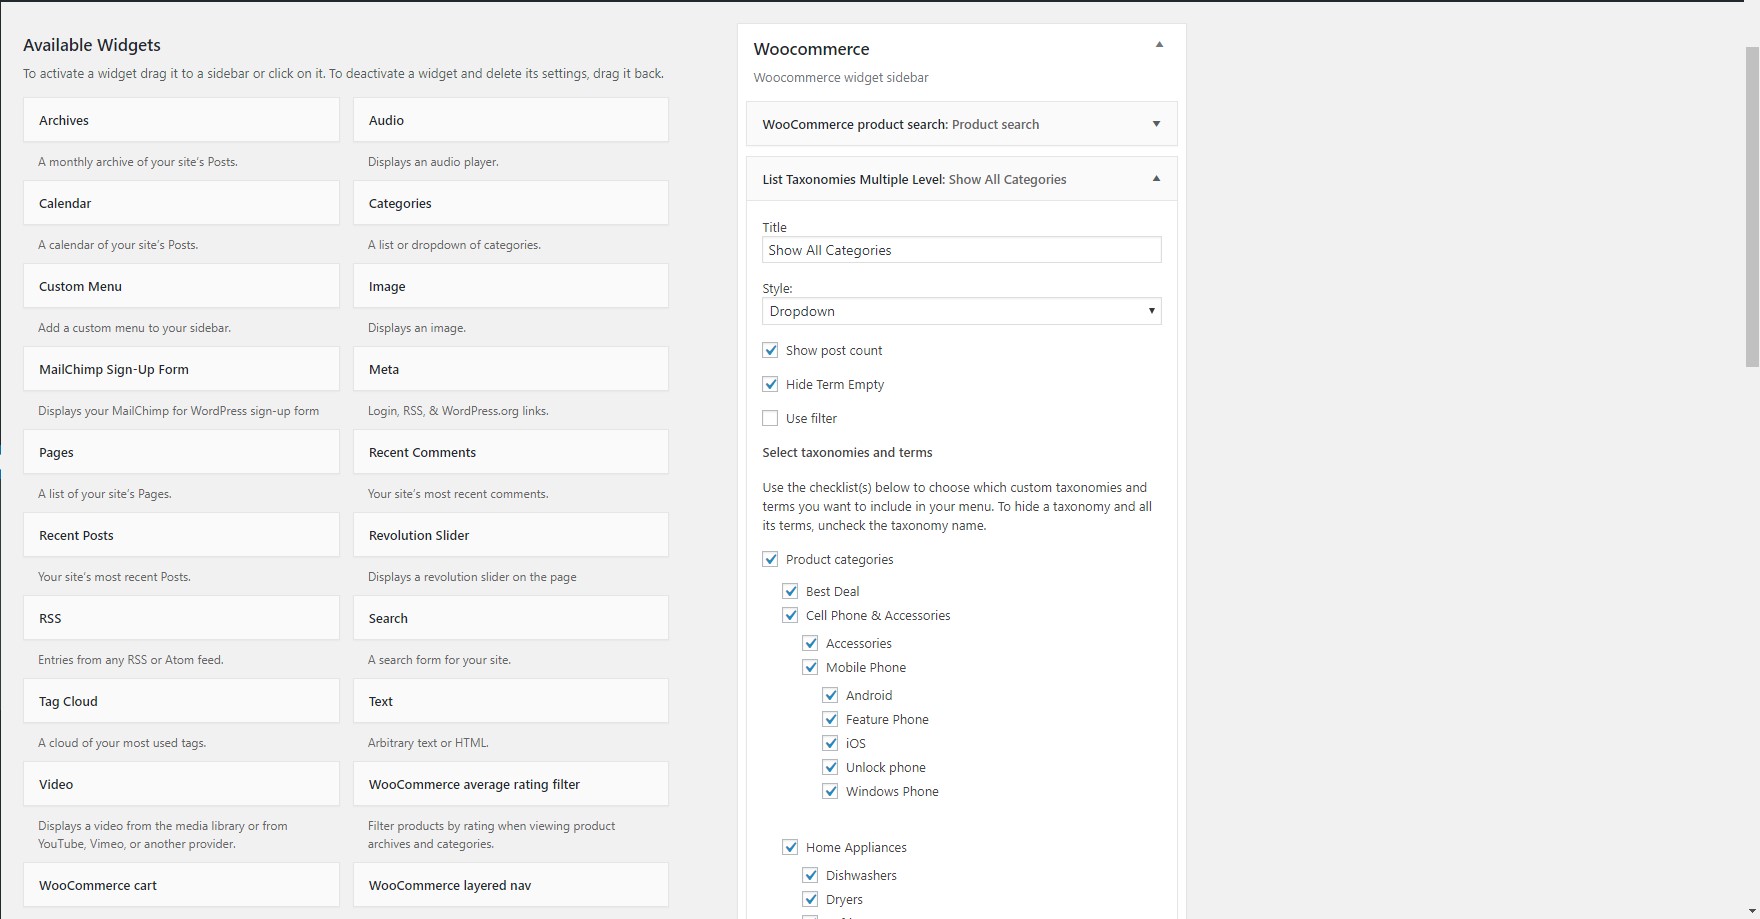 Available Widgets
To activate a widget drag it to a sidebar or click on it. To deactivate a widget and delete its settings, drag it back.
Archives
Audio
A monthly archive of your site's Posts.
Displays an audio player.
Calendar
Categories
A calendar of your site's Posts.
A list or dropdown of categories.
Custom Menu
Image
Add a custom menu to your sidebar.
Displays an image.
MailChimp Sign-Up Form
Meta
Displays your MailChimp for WordPress sign-up form
Login, RSS, & WordPress.org links.
Pages
Recent Comments
A list of your site's Pages.
Your site's most recent comments.
Recent Posts
Revolution Slider
Your site's most recent Posts.
Displays a revolution slider on the page
RSS
Search
Entries from any RSS or Atom feed.
A search form for your site.
Tag Cloud
Text
A cloud of your most used tags.
Arbitrary text or HTML.
Video
WooCommerce average rating filter
Displays a video from the media library or from
YouTube, Vimeo, or another provider.
Filter products by rating when viewing product
archives and categories.
WooCommerce cart
WooCommerce layered nav
Woocommerce
Woocommerce widget sidebar
WooCommerce product search: Product search
List Taxonomies Multiple Level: Show All Categories
Title
Show All Categories
Style:
Dropdown
Show post count
Hide Term Empty
Use filter
Select taxonomies and terms
Use the checklist(s) below to choose which custom taxonomies and
terms you want to include in your menu. To hide a taxonomy and all
its terms, uncheck the taxonomy name.
Product categories
Best Deal
Cell Phone & Accessories
Accessories
Mobile Phone
Android
Feature Phone
iOS
Unlock phone
Windows Phone
Home Appliances
Dishwashers
Dryers